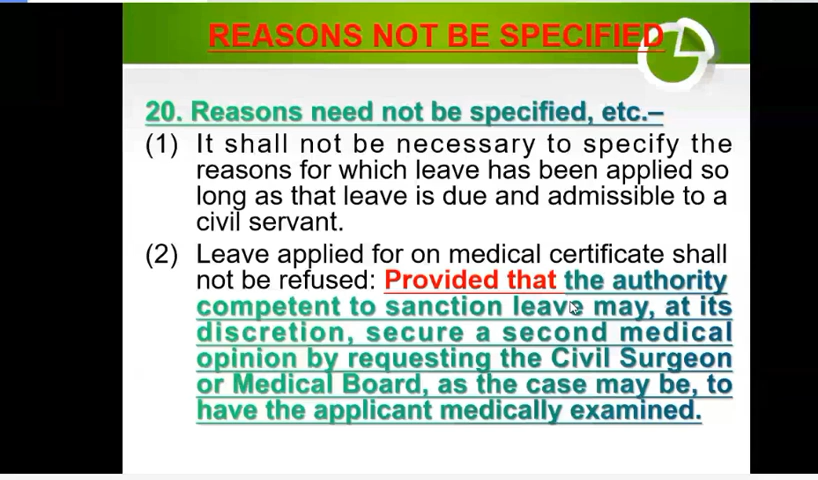 REASONS NOT BE SPECIFIED
20. Reasons need not be specified, etc.–
(1) It shall not be necessary to specify the
reasons for which leave has been applied so
long as that leave is due and admissible to a
civil servant.
(2) Leave applied for on medical certificate shall
not be refused: Provided that the authority
competent to sanction leave may, at its
discretion, secure a second medical
opinion by requesting the Civil Surgeon
or Medical Board, as the case may be, to
have the applicant medically examined.